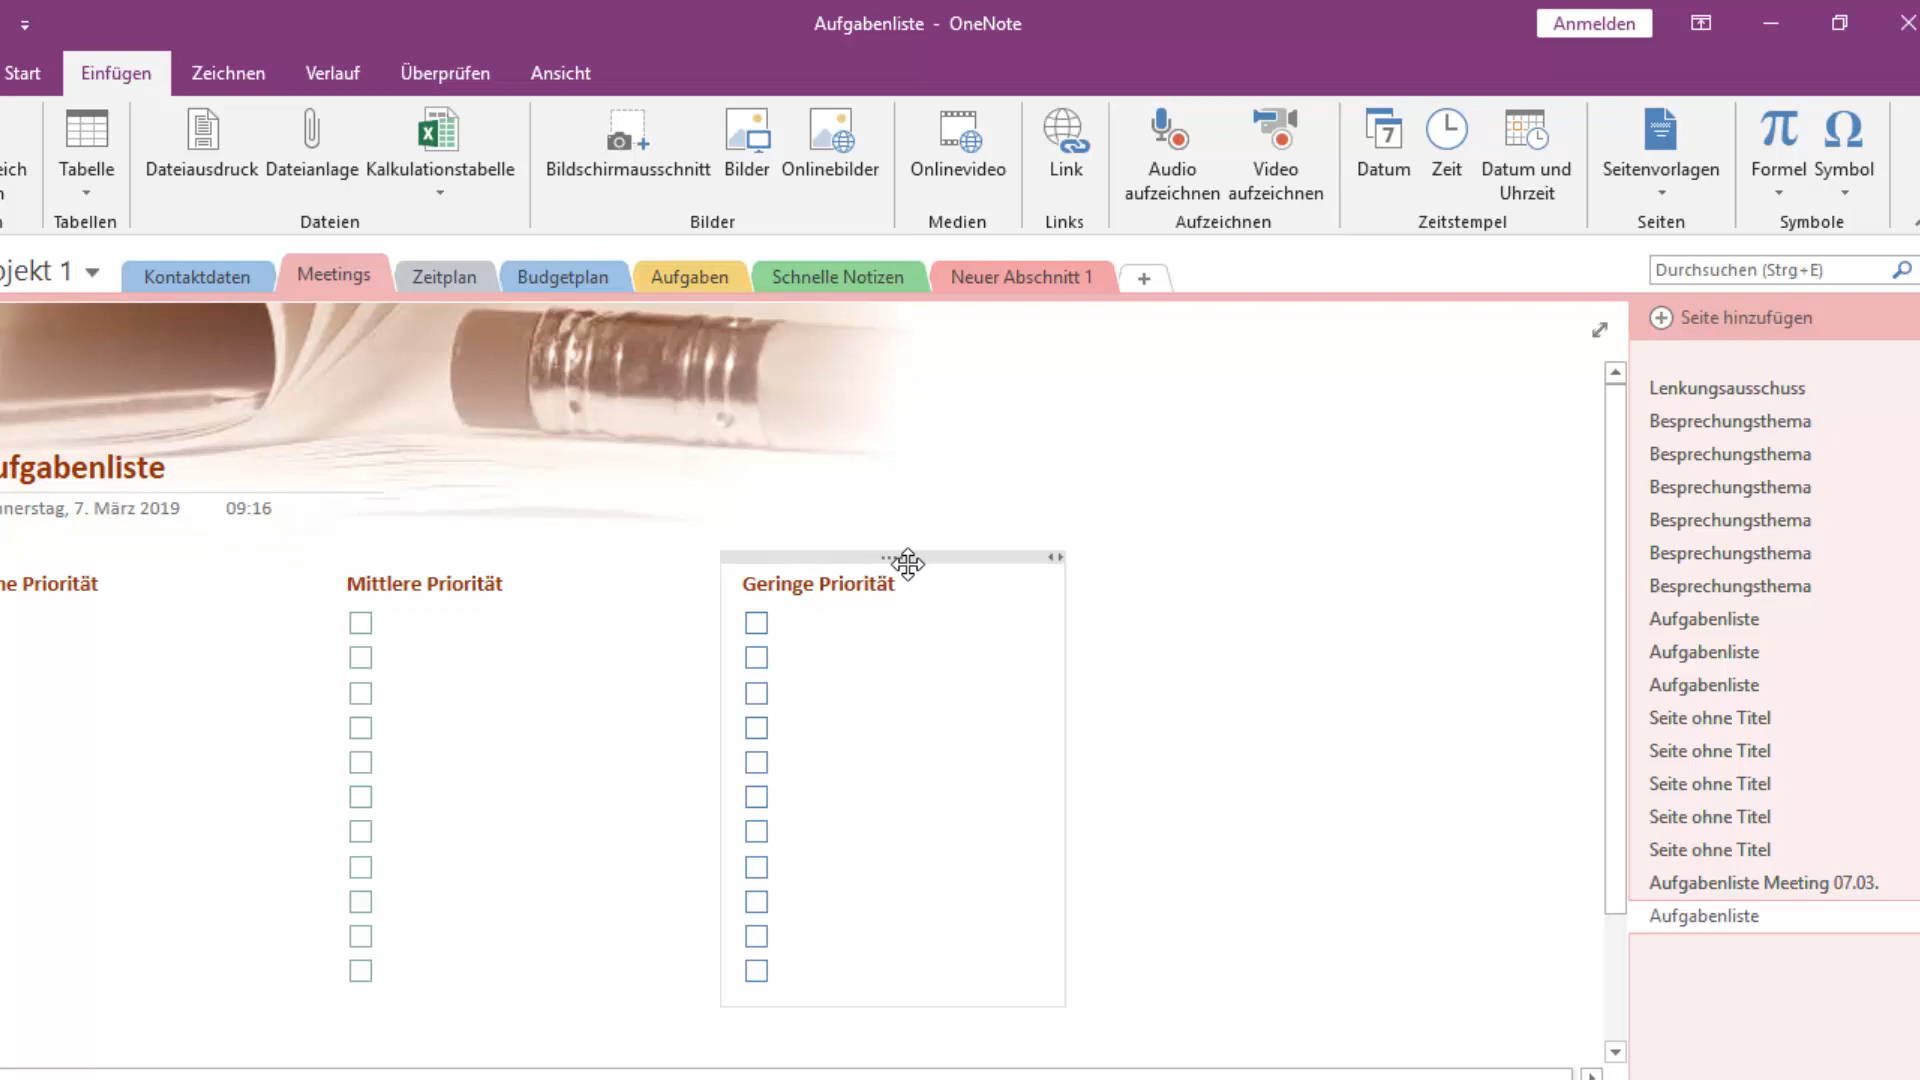 Aufgabenliste - OneNote
Anmelden
Start Einfügen Zeichnen Verlauf Überprüfen Ansicht
Tabelle Dateiausdruck Dateianlage Kalkulationstabelle Bildschirmausschnitt Bilder Onlinebilder Onlinevideo Link Audio aufzeichnen Video aufzeichnen Datum Zeit Datum und Uhrzeit Seitenvorlagen Formel Symbol
Tabellen Dateien Bilder Medien Links Aufzeichnen Zeitstempel Seiten Symbole
ojekt 1 Kontaktdaten Meetings Zeitplan Budgetplan Aufgaben Schnelle Notizen Neuer Abschnitt 1
Durchsuchen (Strg+E)
Seite hinzufügen
ufgabenliste
nnerstag, 7. März 2019 09:16
ne Priorität
Mittlere Priorität
Geringe Priorität
Lenkungsausschuss
Besprechungsthema
Besprechungsthema
Besprechungsthema
Besprechungsthema
Besprechungsthema
Besprechungsthema
Aufgabenliste
Aufgabenliste
Aufgabenliste
Seite ohne Titel
Seite ohne Titel
Seite ohne Titel
Seite ohne Titel
Seite ohne Titel
Aufgabenliste Meeting 07.03.
Aufgabenliste